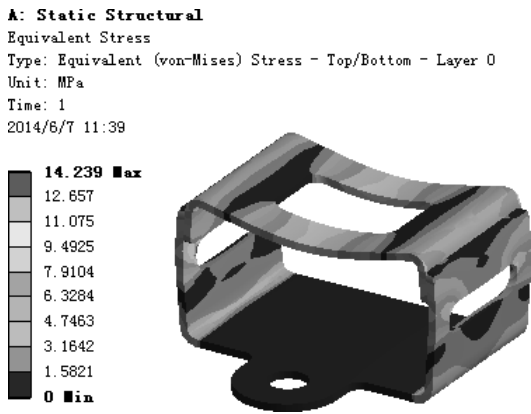 A: Static Structural
Equivalent Stress
Type: Equivalent (von-Mises) Stress - Top/Bottom - Layer 0
Unit: MPa
Time: 1
2014/6/7 11:39
14.239 Max
12.657
11.075
9.4925
7.9104
6.3284
4.7463
3.1642
1.5821
0 Min